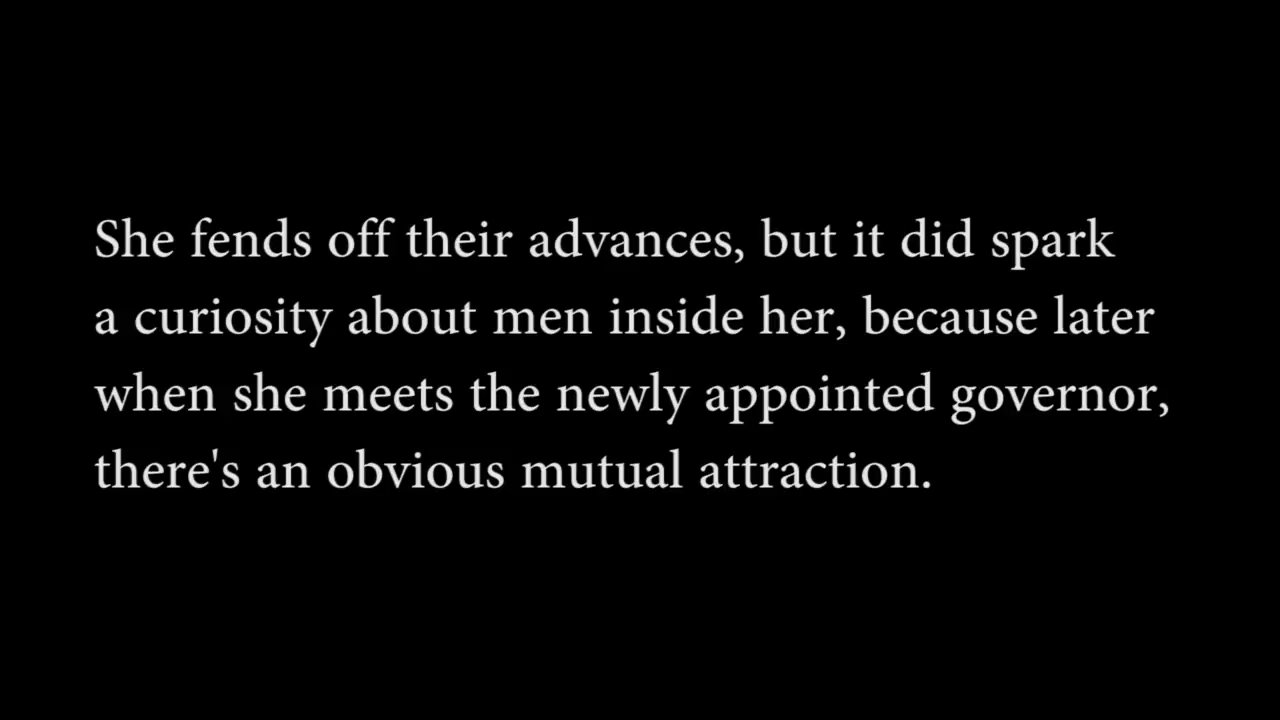 She fends off their advances, but it did spark
a curiosity about men inside her, because later
when she meets the newly appointed governor,
there's an obvious mutual attraction.